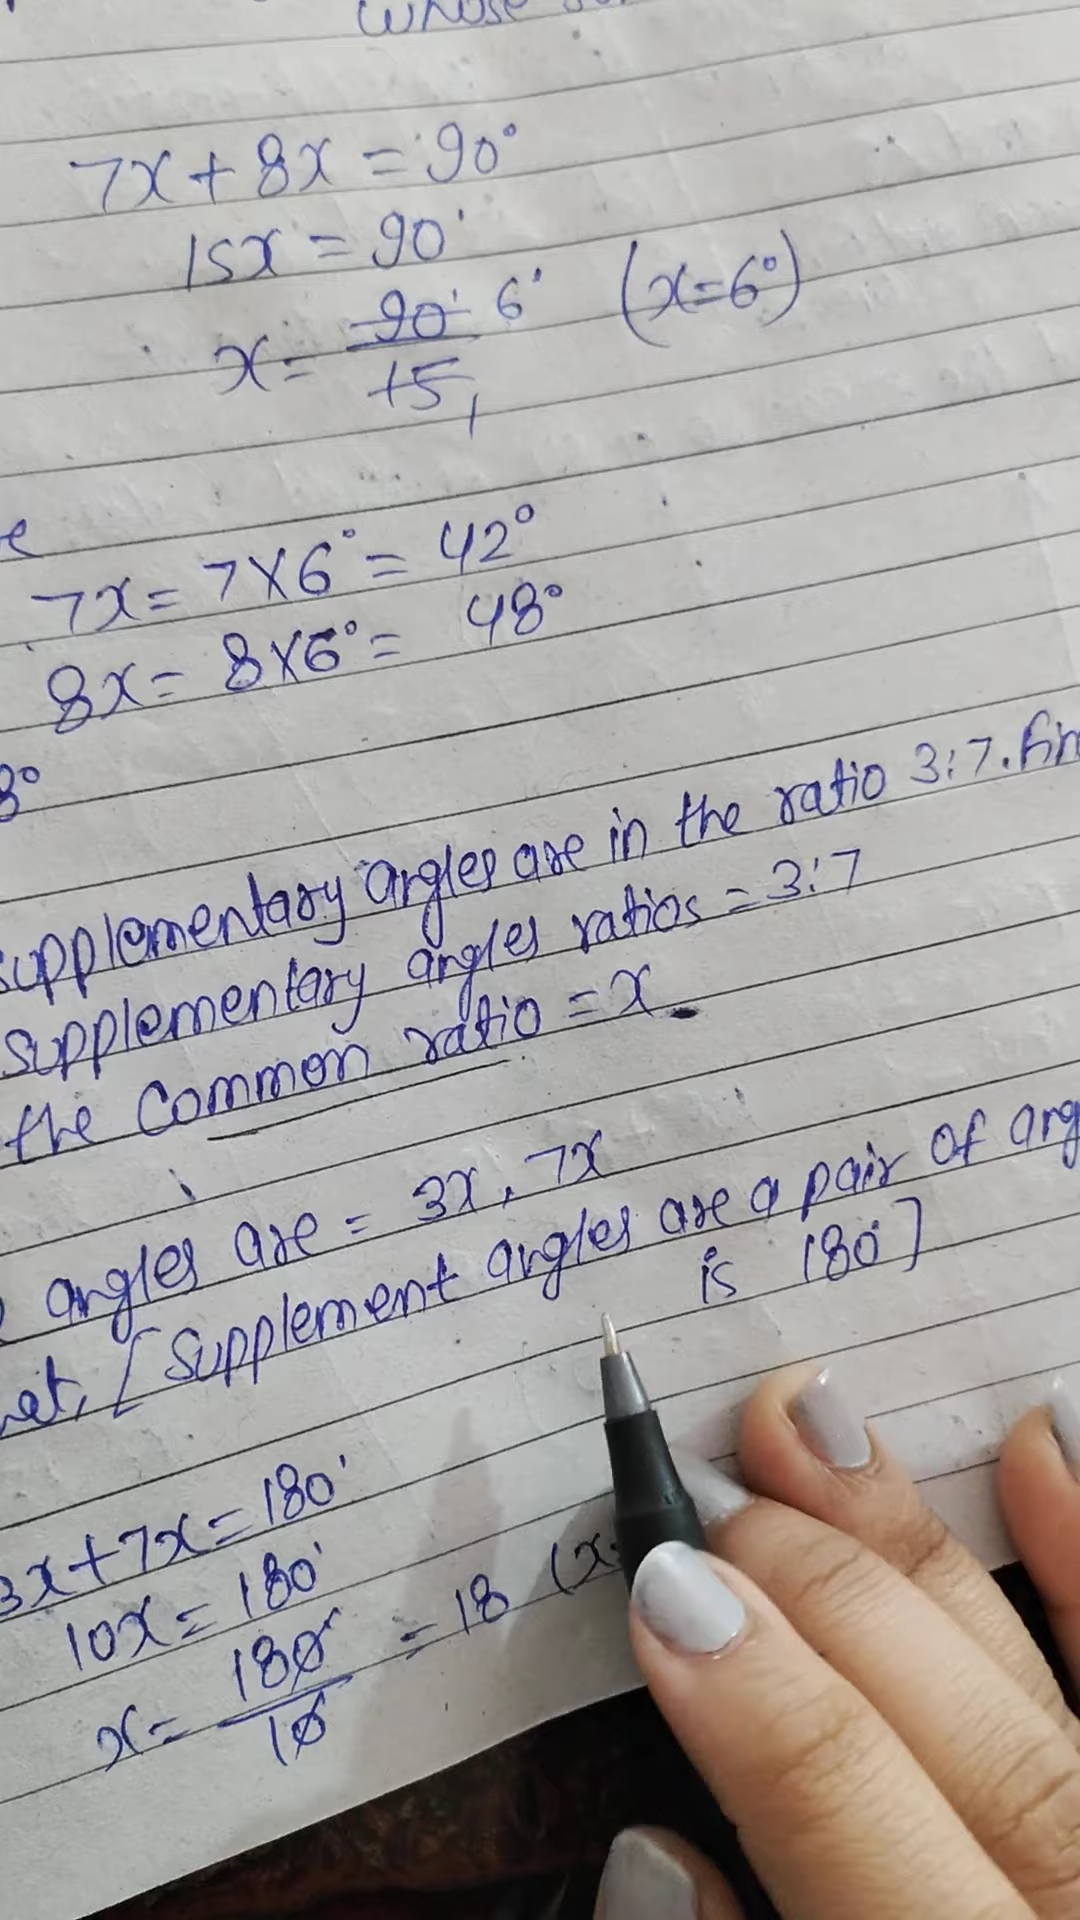 7x + 8x = 90°
15x = 90°
x = 90° 6° (x = 6°)
15 1
e
7x = 7 × 6° = 42°
8x = 8 × 6° = 48°
8°
supplementary angles are in the ratio 3:7. Fin
supplementary angles ratios = 3:7
the common ratio = x
angles are = 3x, 7x
[supplement angles are a pair of ang
is 180°]
3x + 7x = 180°
10x = 180°
x = 180 = 18 (x
10